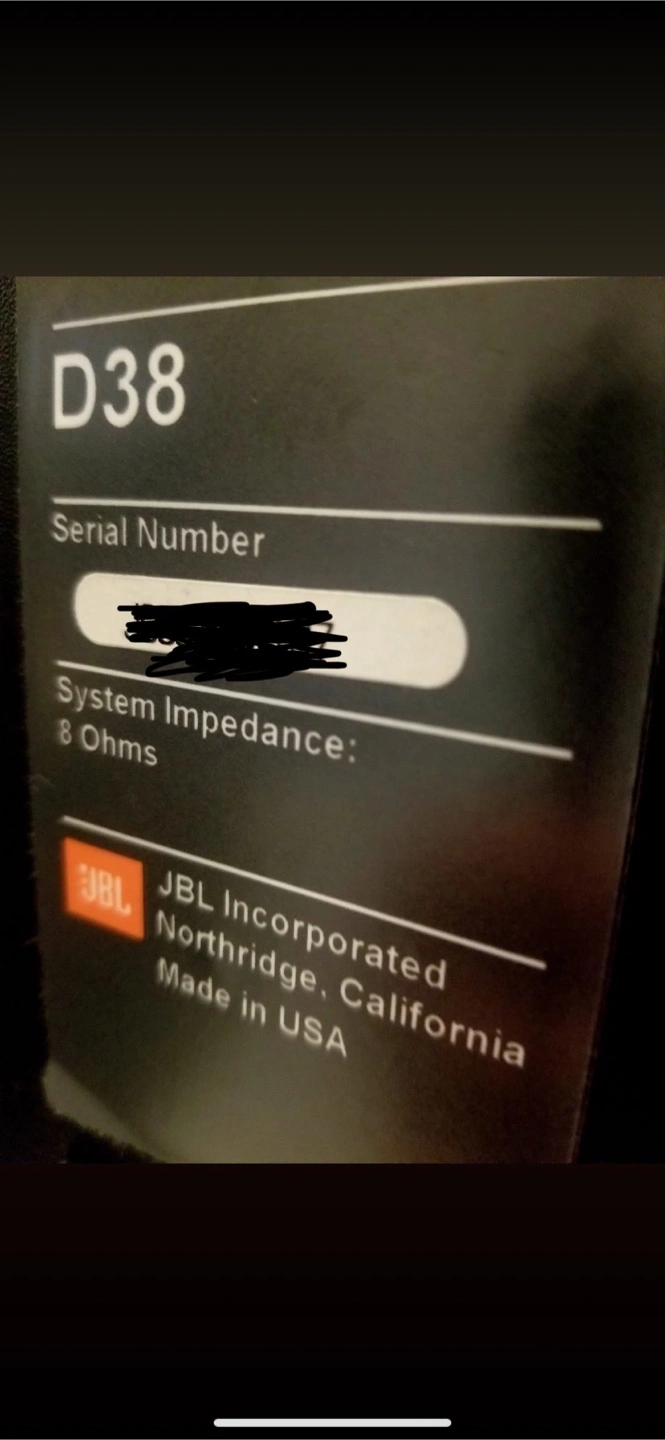 D38
Serial Number
System Impedance:
8 Ohms
JBL
JBL Incorporated
Northridge, California
Made in USA